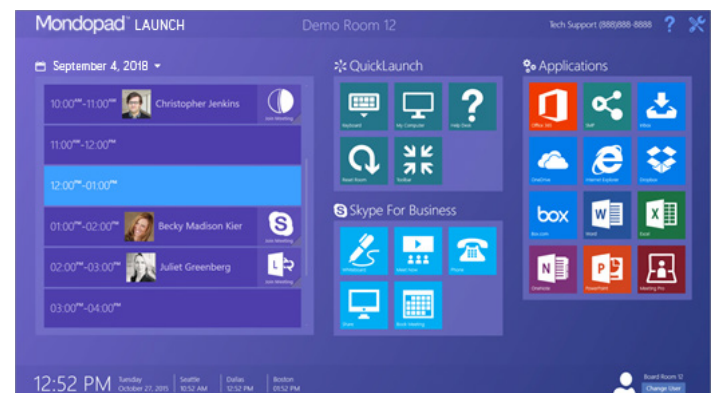 Mondopad™ LAUNCH
Demo Room 12
Tech Support (888)888-8888 ?
September 4, 2018
10:00AM-11:00AM Christopher Jenkins
Join Meeting
11:00AM-12:00PM
12:00PM-01:00PM
01:00PM-02:00PM Becky Madison Kier
Join Meeting
02:00PM-03:00PM Juliet Greenberg
Join Meeting
03:00PM-04:00PM
QuickLaunch
Keyboard
My Computer
Help Desk
Reset Room
Toolbar
Skype For Business
Whiteboard
Meet Now
Phone
Share
Book Meeting
Applications
Office 365
Inbox
OneDrive
Internet Explorer
Dropbox
box
Box.com
W
Word
X
Excel
N
OneNote
P
PowerPoint
Meeting Pro
12:52 PM
Tuesday
October 27, 2015
Seattle
10:52 AM
Dallas
12:52 PM
Boston
01:52 PM
Board Room 12
Change User